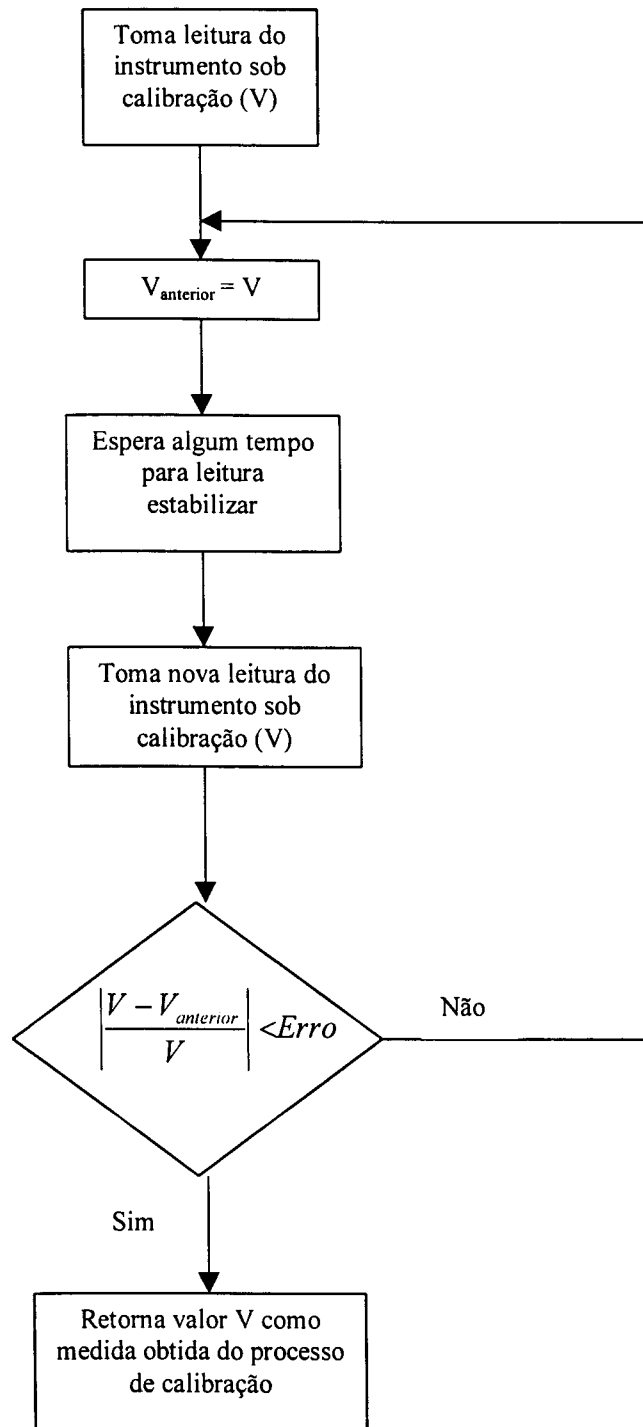 Toma leitura do
instrumento sob
calibração (V)
V_anterior = V
Espera algum tempo
para leitura
estabilizar
Toma nova leitura do
instrumento sob
calibração (V)
|(V − V_anterior) / V| < Erro
Não
Sim
Retorna valor V como
medida obtida do processo
de calibração